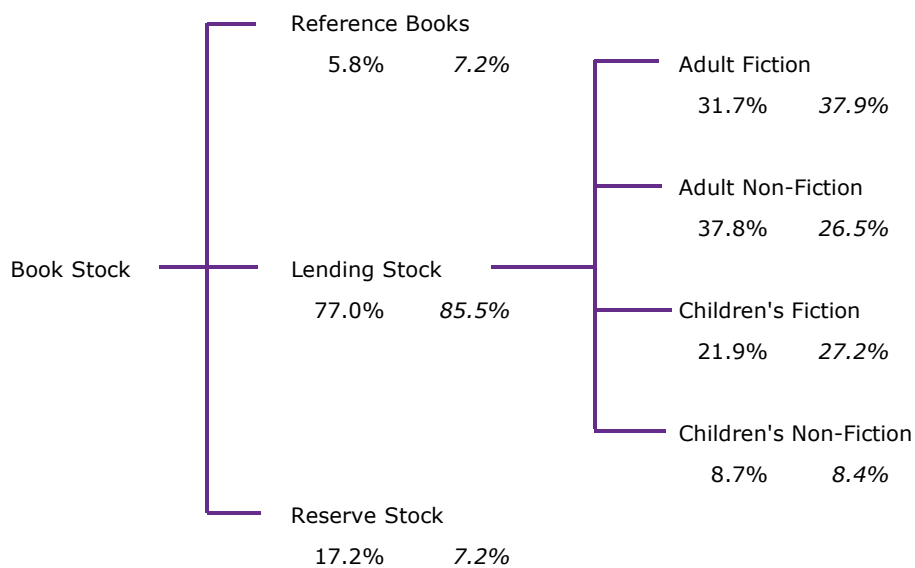 Reference Books
5.8% 7.2%
Adult Fiction
31.7% 37.9%
Adult Non-Fiction
37.8% 26.5%
Book Stock
Lending Stock
77.0% 85.5%
Children's Fiction
21.9% 27.2%
Children's Non-Fiction
8.7% 8.4%
Reserve Stock
17.2% 7.2%